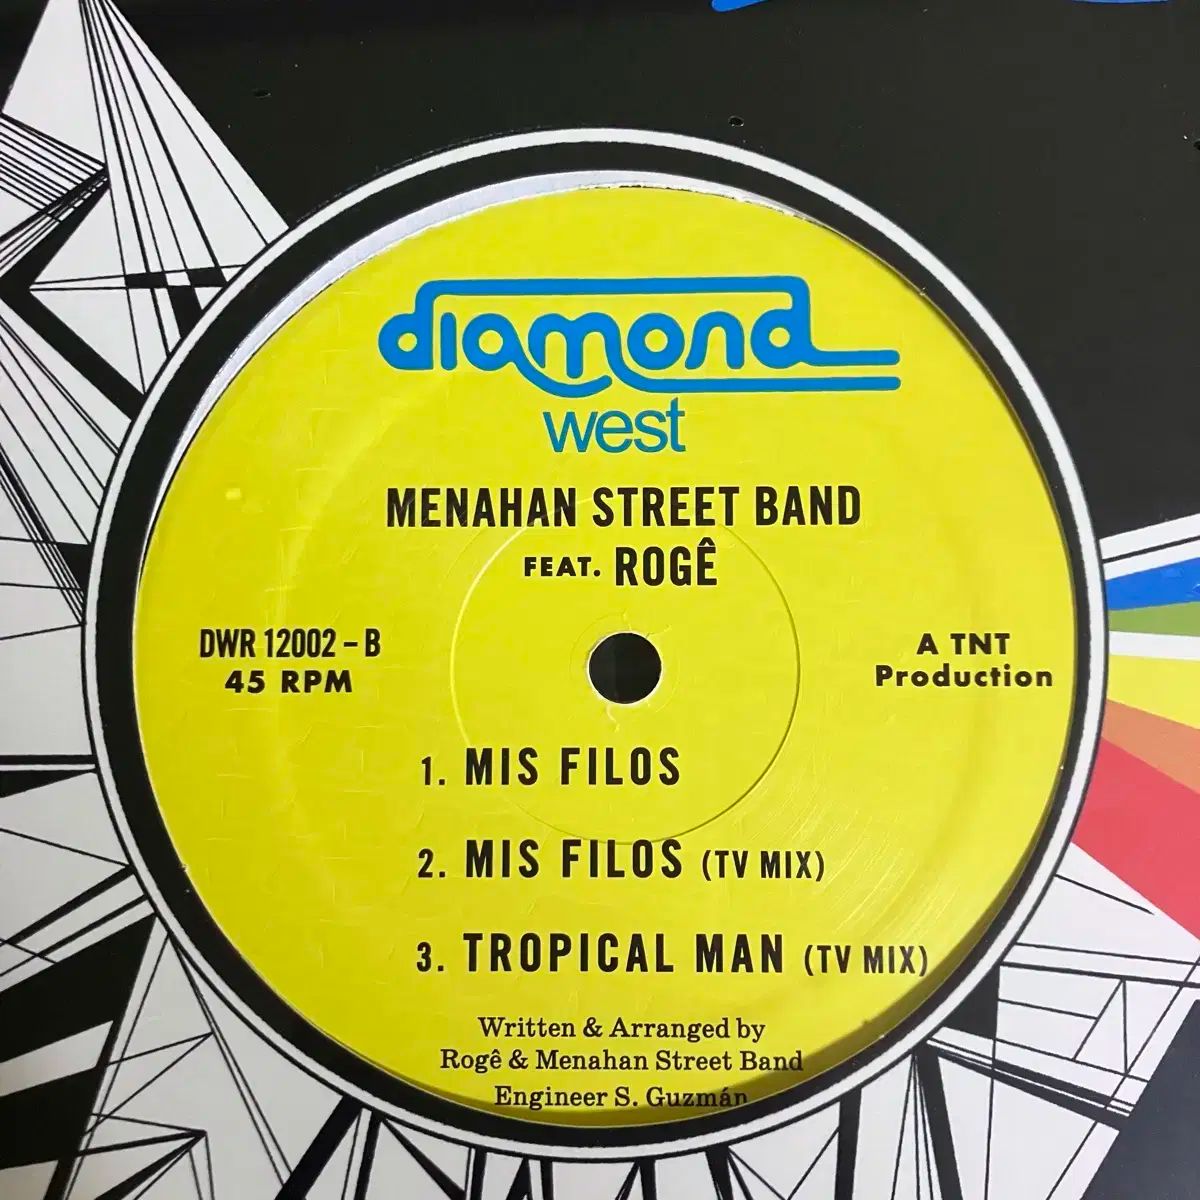 diamond
west
MENAHAN STREET BAND
FEAT. ROGÊ
DWR 12002 - B
45 RPM
A TNT
Production
1. MIS FILOS
2. MIS FILOS (TV MIX)
3. TROPICAL MAN (TV MIX)
Written & Arranged by
Rogê & Menahan Street Band
Engineer S. Guzmán